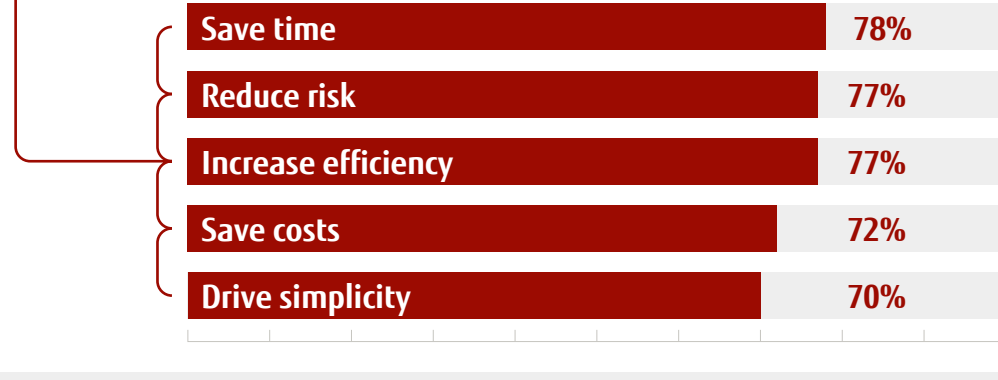 Save time 78%
Reduce risk 77%
Increase efficiency 77%
Save costs 72%
Drive simplicity 70%